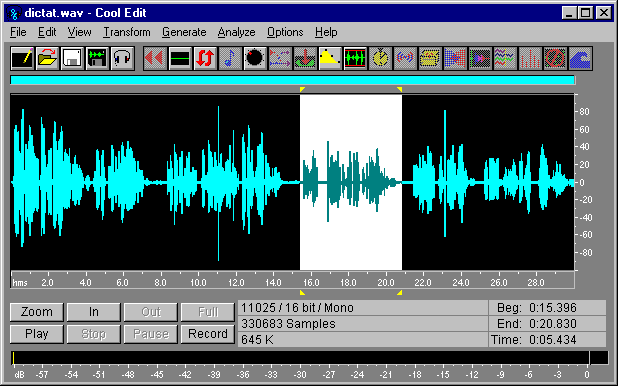 dictat.wav - Cool Edit
File Edit View Transform Generate Analyze Options Help
80
60
40
20
0
-20
-40
-60
-80
hms 2.0 4.0 6.0 8.0 10.0 12.0 14.0 16.0 18.0 20.0 22.0 24.0 26.0 28.0
Zoom In Out Full
Play Stop Pause Record
11025 / 16 bit / Mono Beg: 0:15.396
330683 Samples End: 0:20.830
645 K Time: 0:05.434
dB -57 -54 -51 -48 -45 -42 -39 -36 -33 -30 -27 -24 -21 -18 -15 -12 -9 -6 -3 0